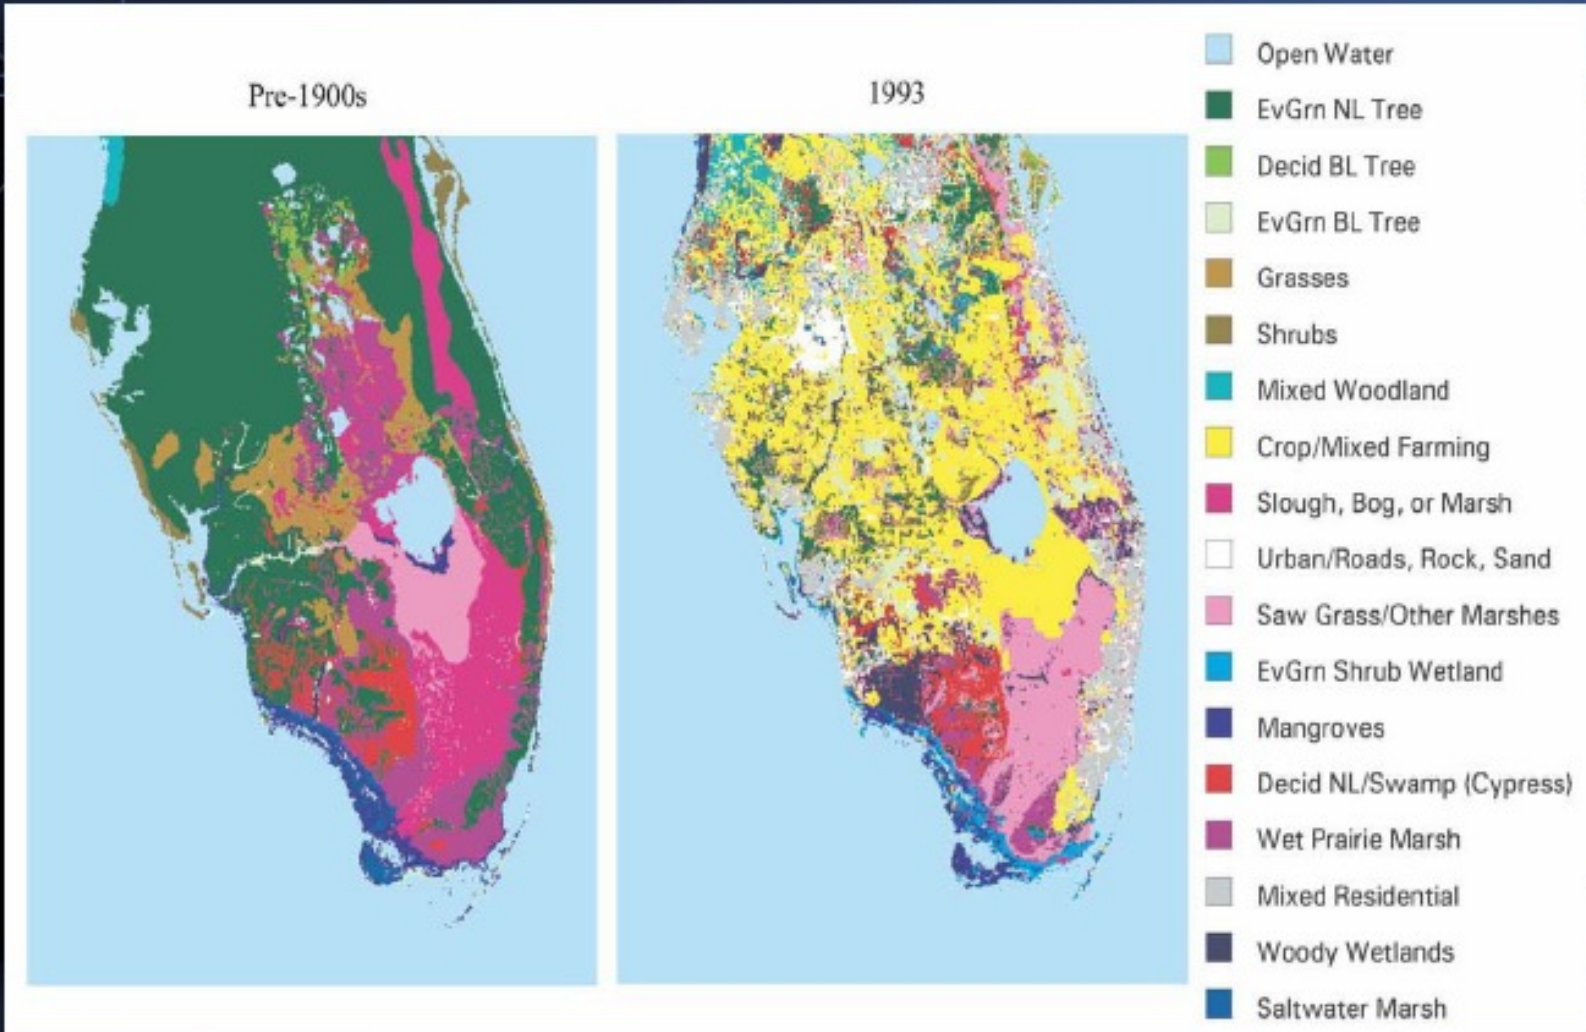 Pre-1900s
1993
Open Water
EvGrn NL Tree
Decid BL Tree
EvGrn BL Tree
Grasses
Shrubs
Mixed Woodland
Crop/Mixed Farming
Slough, Bog, or Marsh
Urban/Roads, Rock, Sand
Saw Grass/Other Marshes
EvGrn Shrub Wetland
Mangroves
Decid NL/Swamp (Cypress)
Wet Prairie Marsh
Mixed Residential
Woody Wetlands
Saltwater Marsh